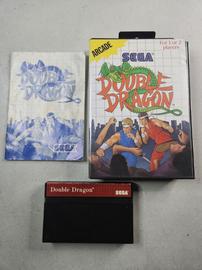 DOUBLE
DRAGON
SEGA
ARCADE
SEGA
For 1 or 2
players
DOUBLE
DRAGON
Double Dragon
SEGA